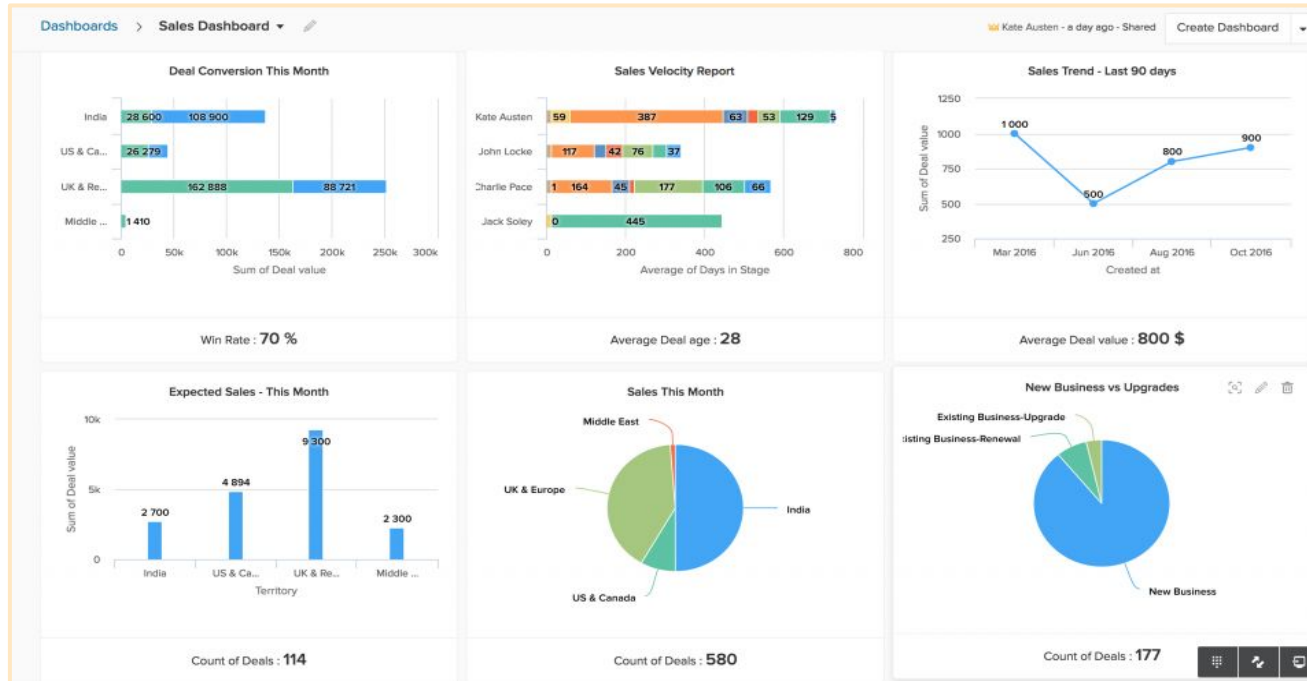 Dashboards > Sales Dashboard
Kate Austen - a day ago - Shared
Create Dashboard
Deal Conversion This Month
India 28 600 108 900
US & Ca... 26 279
UK & Re... 162 888 88 721
Middle ... 1 410
0 50k 100k 150k 200k 250k 300k
Sum of Deal value
Win Rate : 70 %
Sales Velocity Report
Kate Austen 59 387 63 53 129 5
John Locke 117 42 76 37
Charlie Pace 1 164 45 177 106 66
Jack Soley 0 445
0 200 400 600 800
Average of Days in Stage
Average Deal age : 28
Sales Trend - Last 90 days
Sum of Deal value
1250
1000
750
500
250
1 000
500
800
900
Mar 2016 Jun 2016 Aug 2016 Oct 2016
Created at
Average Deal value : 800 $
Expected Sales - This Month
Sum of Deal value
10k
5k
0
2 700
4 894
9 300
2 300
India US & Ca... UK & Re... Middle ...
Territory
Count of Deals : 114
Sales This Month
Middle East
UK & Europe
India
US & Canada
Count of Deals : 580
New Business vs Upgrades
Existing Business-Upgrade
isting Business-Renewal
New Business
Count of Deals : 177